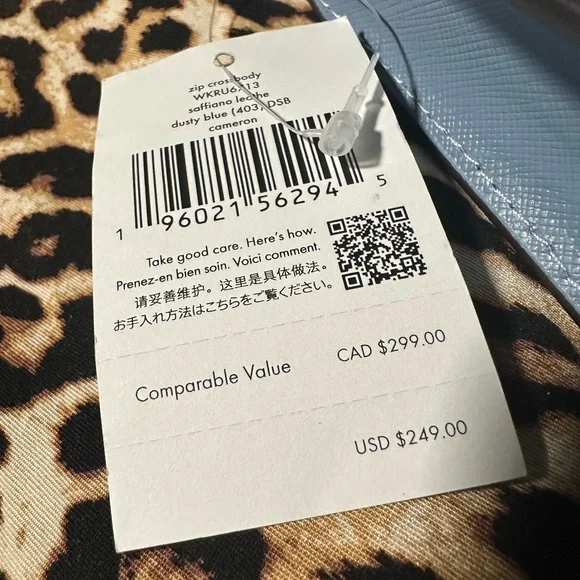 zip crossbody
saffiano leathe
dusty blue (403) DSB
cameron
1 96021 56294 5
Take good care. Here's how.
Prenez-en bien soin. Voici comment.
请妥善维护。这里是具体做法。
お手入れ方法はこちらをご覧ください。
Comparable Value CAD $299.00
USD $249.00